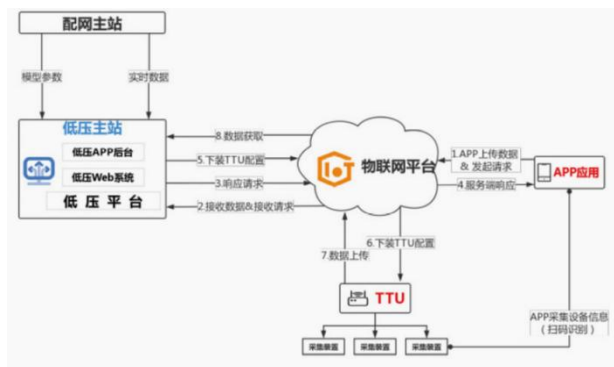 配网主站
模型参数
实时数据
低压主站
低压APP后台
低压Web系统
低 压 平 台
8.数据获取
5.下装TTU配置
3.响应请求
2.接收数据&接收请求
IoT
物联网平台
1.APP上传数据
& 发起请求
4.服务端响应
APP应用
7.数据上传
6.下装TTU配置
TTU
采集装置
采集装置
采集装置
APP采集设备信息
(扫码识别)